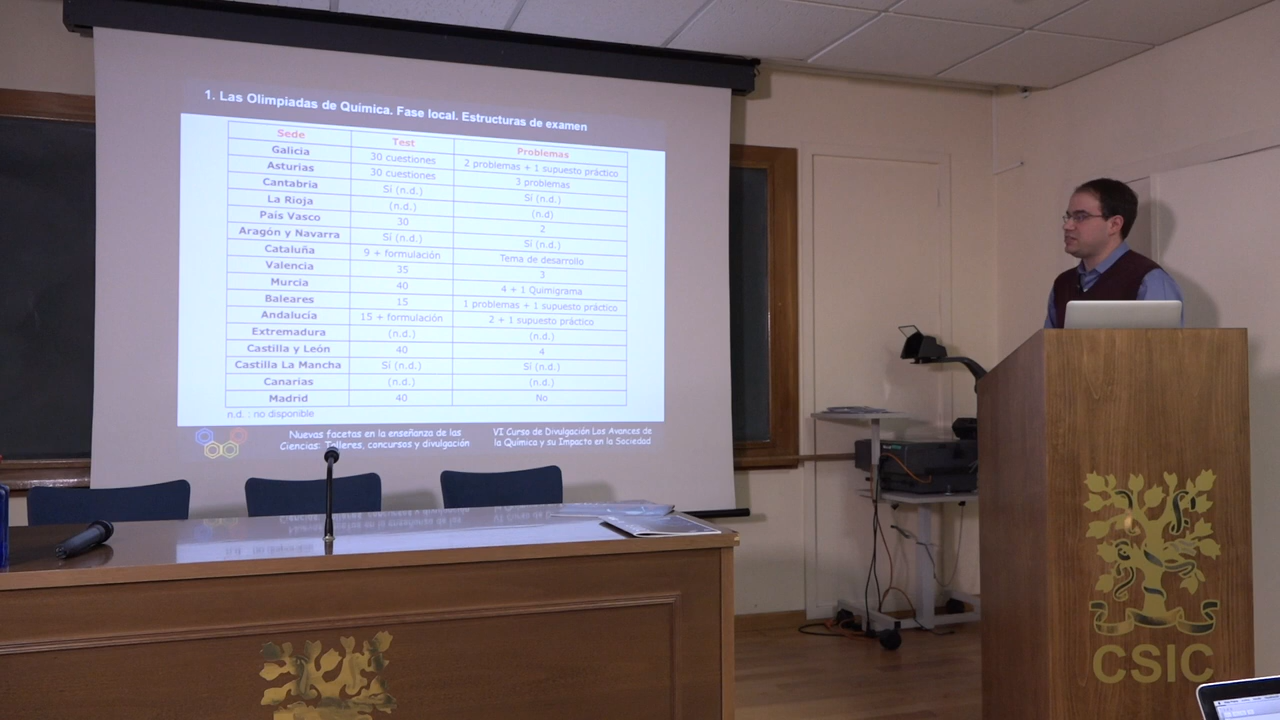 1. Las Olimpiadas de Química. Fase local. Estructuras de examen
Sede Test Problemas
Galicia 30 cuestiones 2 problemas + 1 supuesto práctico
Asturias 30 cuestiones 3 problemas
Cantabria Sí (n.d.) Sí (n.d.)
La Rioja (n.d.) (n.d)
País Vasco 30 2
Aragón y Navarra Sí (n.d.) Sí (n.d.)
Cataluña 9 + formulación Tema de desarrollo
Valencia 35 3
Murcia 40 4 + 1 Quimigrama
Baleares 15 1 problemas + 1 supuesto práctico
Andalucía 15 + formulación 2 + 1 supuesto práctico
Extremadura (n.d.) (n.d.)
Castilla y León 40 4
Castilla La Mancha Sí (n.d.) Sí (n.d.)
Canarias (n.d.) (n.d.)
Madrid 40 No
n.d. : no disponible
Nuevas facetas en la enseñanza de las
Ciencias: Talleres, concursos y divulgación
VI Curso de Divulgación Los Avances de
la Química y su Impacto en la Sociedad
CSIC